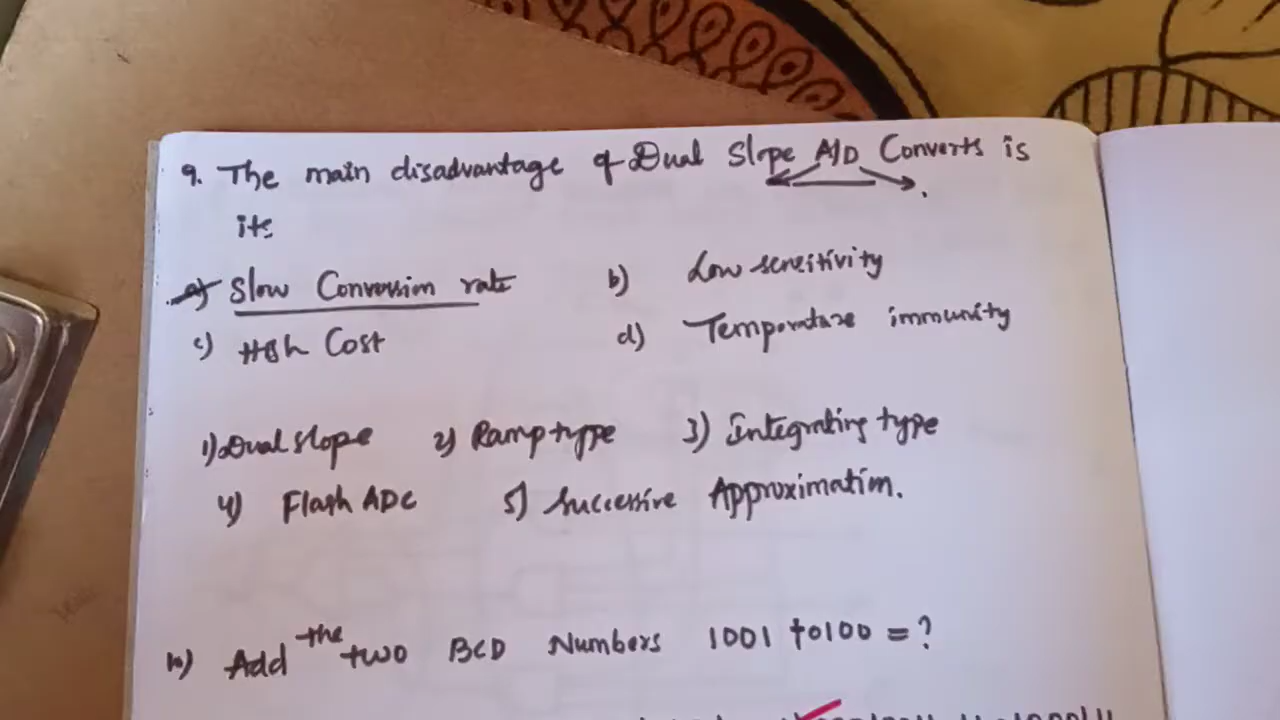 9. The main disadvantage of Dual Slope A/D Converts is
its
a) Slow Conversion rate b) Low sensitivity
c) High Cost d) Temperature immunity
1) Dual slope 2) Ramp type 3) Integrating type
4) Flash ADC 5) Successive Approximation.
10) Add the two BCD Numbers 1001 + 0100 = ?